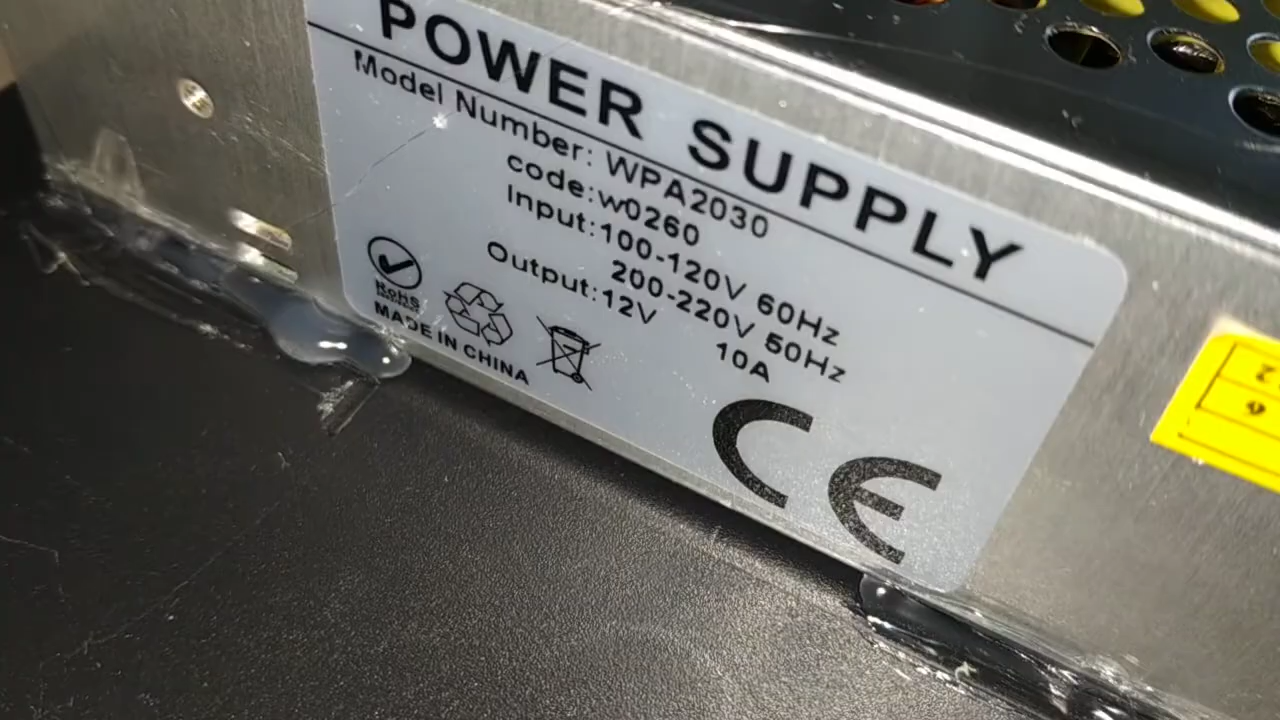 POWER SUPPLY
Model Number: WPA2030
code:w0260
Input:100-120V 60Hz
200-220V 50Hz
Output:12V 10A
RoHS
MADE IN CHINA
CE